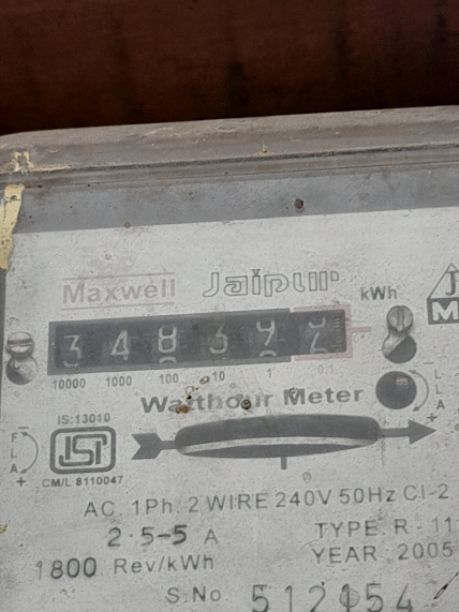 Maxwell Jaipur
kWh
J
M
3 4 8 3 9
10000 1000 100 10 1 0.1
Watthour Meter
IS:13010
ISI
CM/L 8110047
F
L
A
+
L
L
A
+
AC. 1Ph. 2 WIRE 240V 50Hz Cl-2
2·5-5 A
TYPE R-11
1800 Rev/kWh
YEAR 2005
S.No. 512154